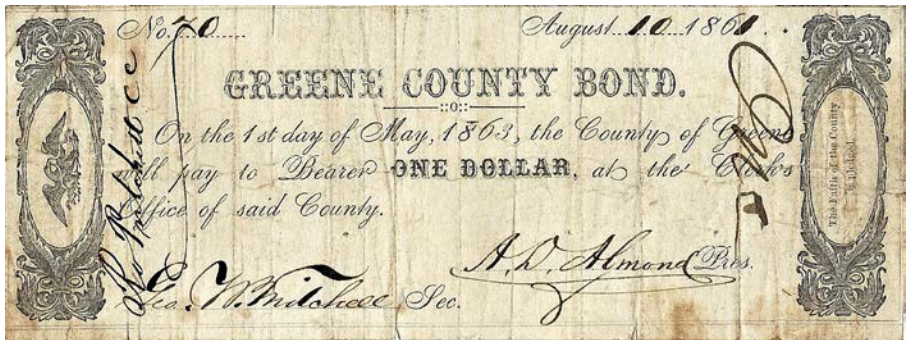 No. 70 August 10 1861
GREENE COUNTY BOND.
::o::
On the 1st day of May, 1863, the County of Greene
will pay to Bearer ONE DOLLAR, at the Clerk's
Office of said County.
A. D. Almond Pres.
Geo. W. Mitchell Sec.
The Faith of the County
is pledged.